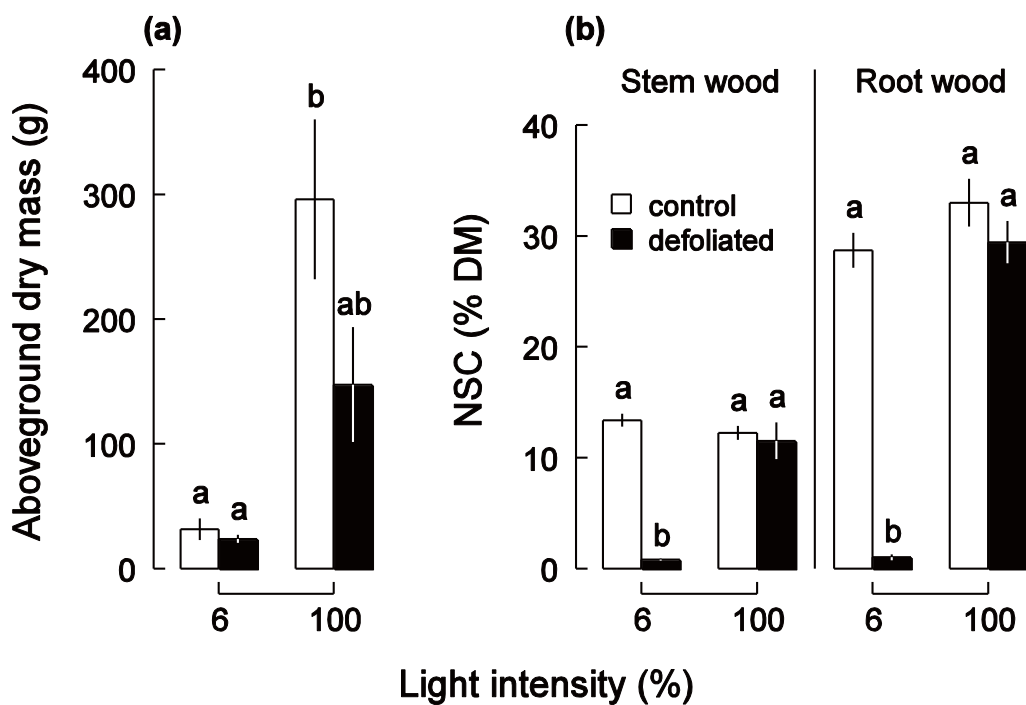 (a)
Aboveground dry mass (g)
400
300
200
100
0
a
a
b
ab
6
100
(b)
Stem wood
Root wood
NSC (% DM)
40
30
20
10
0
control
defoliated
a
b
a
a
a
b
a
a
6
100
6
100
Light intensity (%)